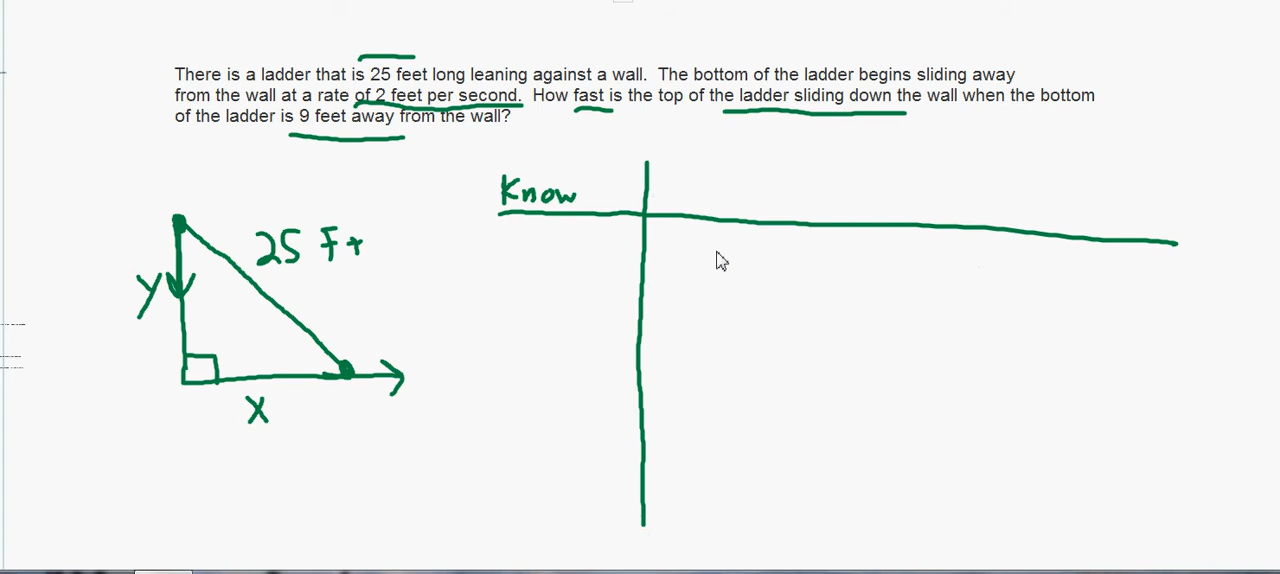 There is a ladder that is 25 feet long leaning against a wall. The bottom of the ladder begins sliding away
from the wall at a rate of 2 feet per second. How fast is the top of the ladder sliding down the wall when the bottom
of the ladder is 9 feet away from the wall?
Know
25 Ft
y
x